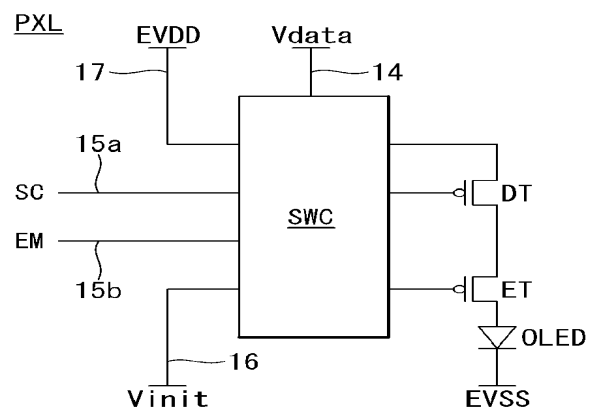 PXL
EVDD
Vdata
17
14
15a
SC
SWC
DT
EM
15b
ET
16
OLED
Vinit
EVSS